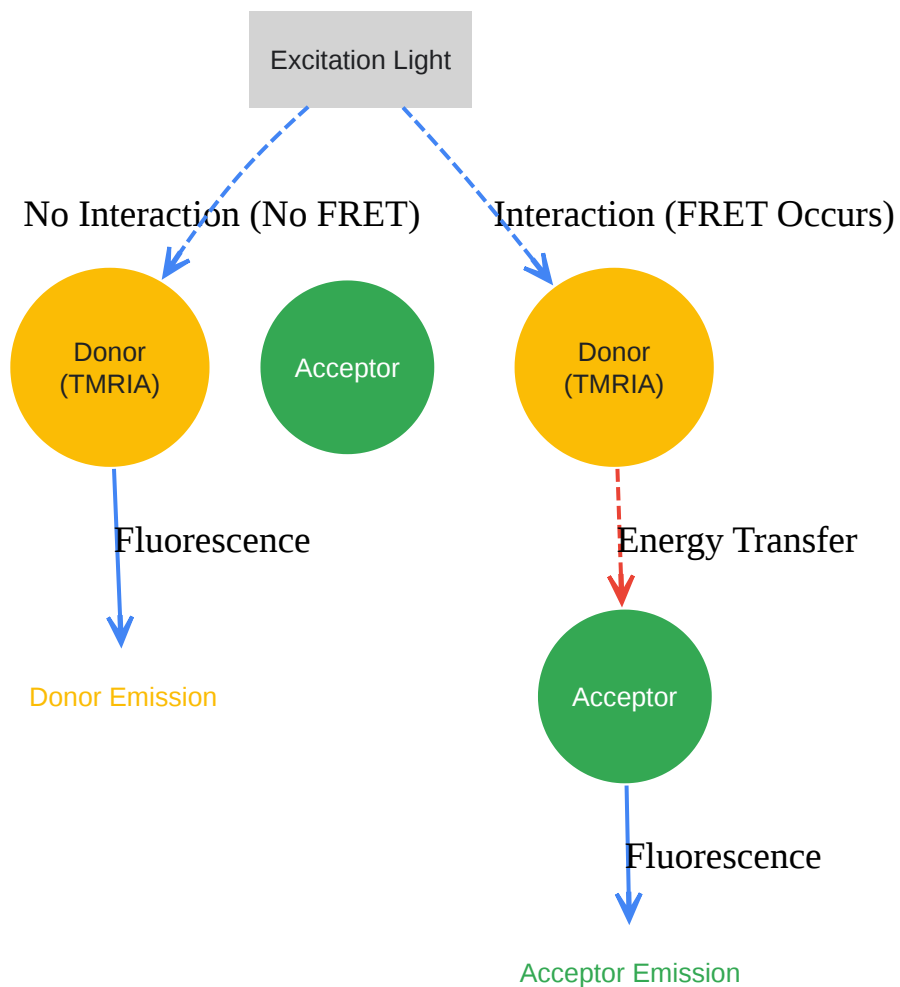 Excitation Light
No Interaction (No FRET)
Interaction (FRET Occurs)
Donor
(TMRIA)
Acceptor
Donor
(TMRIA)
Fluorescence
Energy Transfer
Donor Emission
Acceptor
Fluorescence
Acceptor Emission